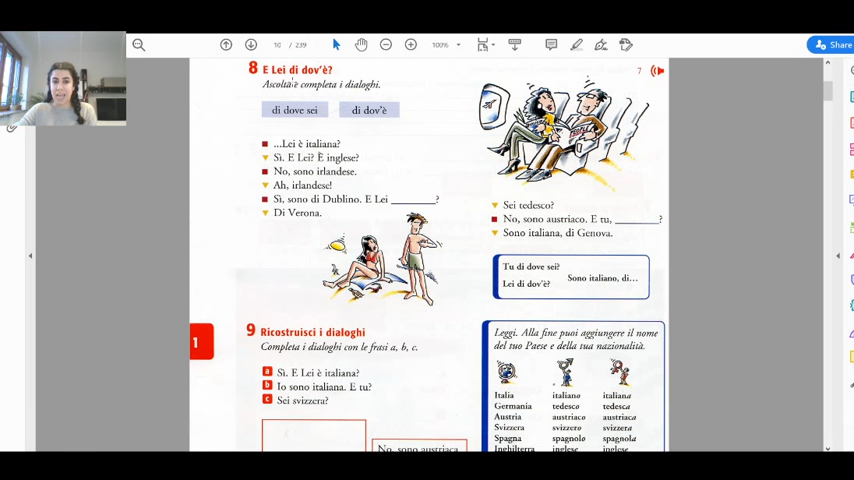 10 / 239
100%
Share
8 E Lei di dov'è?
Ascolta e completa i dialoghi.
di dove sei
di dov'è
...Lei è italiana?
Sì. E Lei? È inglese?
No, sono irlandese.
Ah, irlandese!
Sì, sono di Dublino. E Lei ________?
Di Verona.
7
PEOPLE
Sei tedesco?
No, sono austriaco. E tu, ________?
Sono italiana, di Genova.
Tu di dove sei?
Lei di dov'è?
Sono italiano, di...
1
9 Ricostruisci i dialoghi
Completa i dialoghi con le frasi a, b, c.
a Sì. E Lei è italiana?
b Io sono italiana. E tu?
c Sei svizzera?
No, sono austriaca
Leggi. Alla fine puoi aggiungere il nome
del tuo Paese e della tua nazionalità.
Italia italiano italiana
Germania tedesco tedesca
Austria austriaco austriaca
Svizzera svizzero svizzera
Spagna spagnolo spagnola
Inghilterra inglese inglese